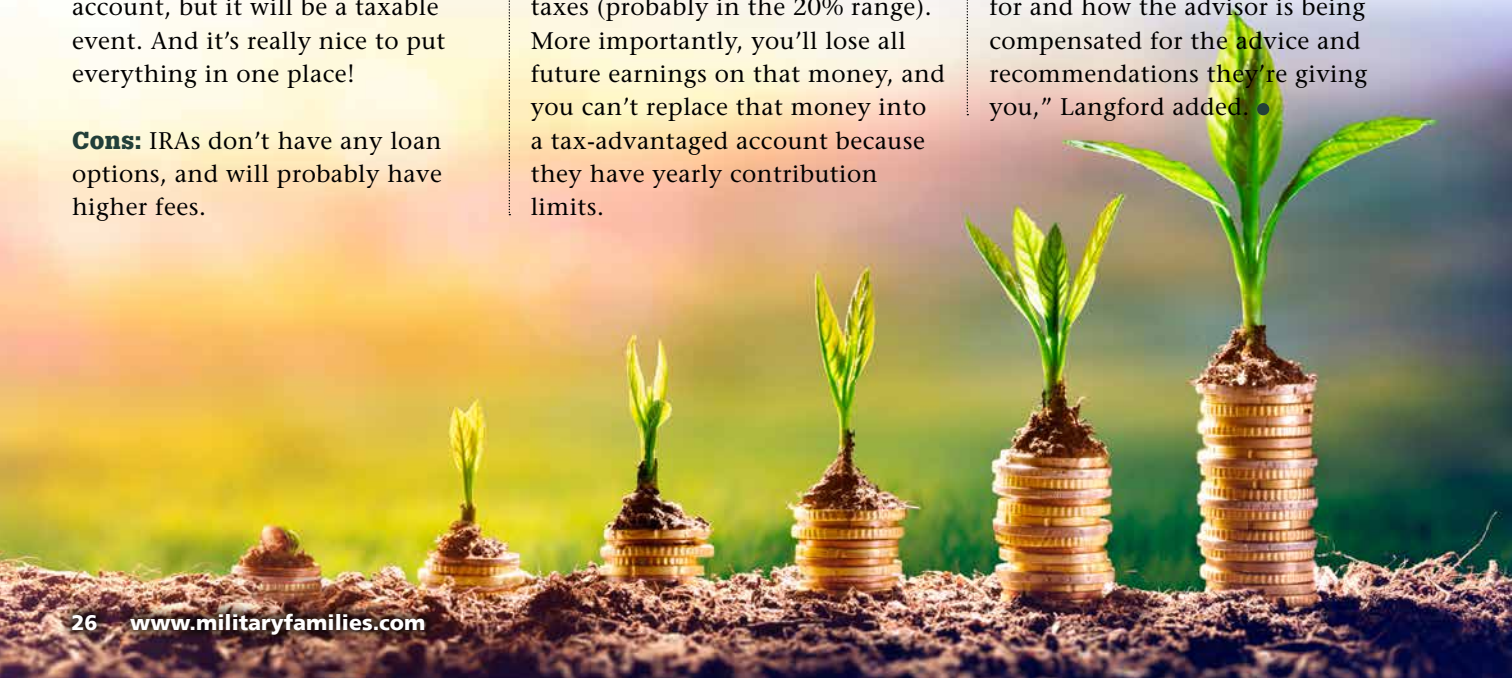 account, but it will be a taxable
event. And it’s really nice to put
everything in one place!
Cons: IRAs don’t have any loan
options, and will probably have
higher fees.
taxes (probably in the 20% range).
More importantly, you’ll lose all
future earnings on that money, and
you can’t replace that money into
a tax-advantaged account because
they have yearly contribution
limits.
for and how the advisor is being
compensated for the advice and
recommendations they’re giving
you,” Langford added.
26 www.militaryfamilies.com